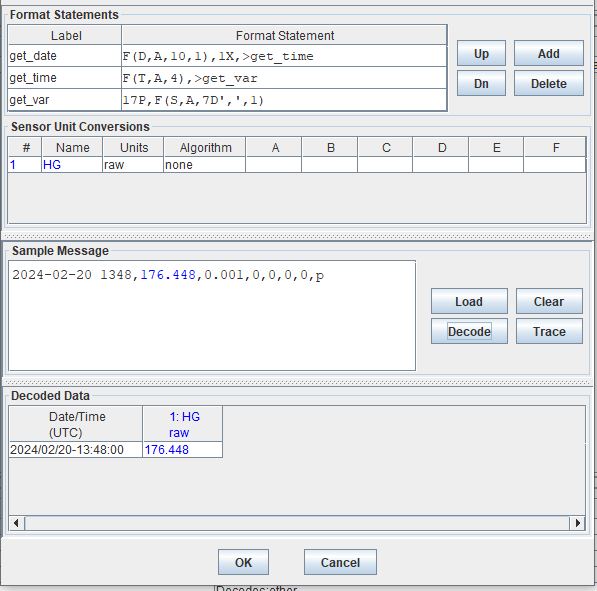 Format Statements
Label Format Statement
get_date F(D,A,10,1),1X,>get_time
get_time F(T,A,4),>get_var
get_var 17P,F(S,A,7D',',1)
Up Add
Dn Delete
Sensor Unit Conversions
# Name Units Algorithm A B C D E F
1 HG raw none
Sample Message
2024-02-20 1348,176.448,0.001,0,0,0,0,p
Load Clear
Decode Trace
Decoded Data
Date/Time 1: HG
(UTC) raw
2024/02/20-13:48:00 176.448
OK Cancel
Decodes:other